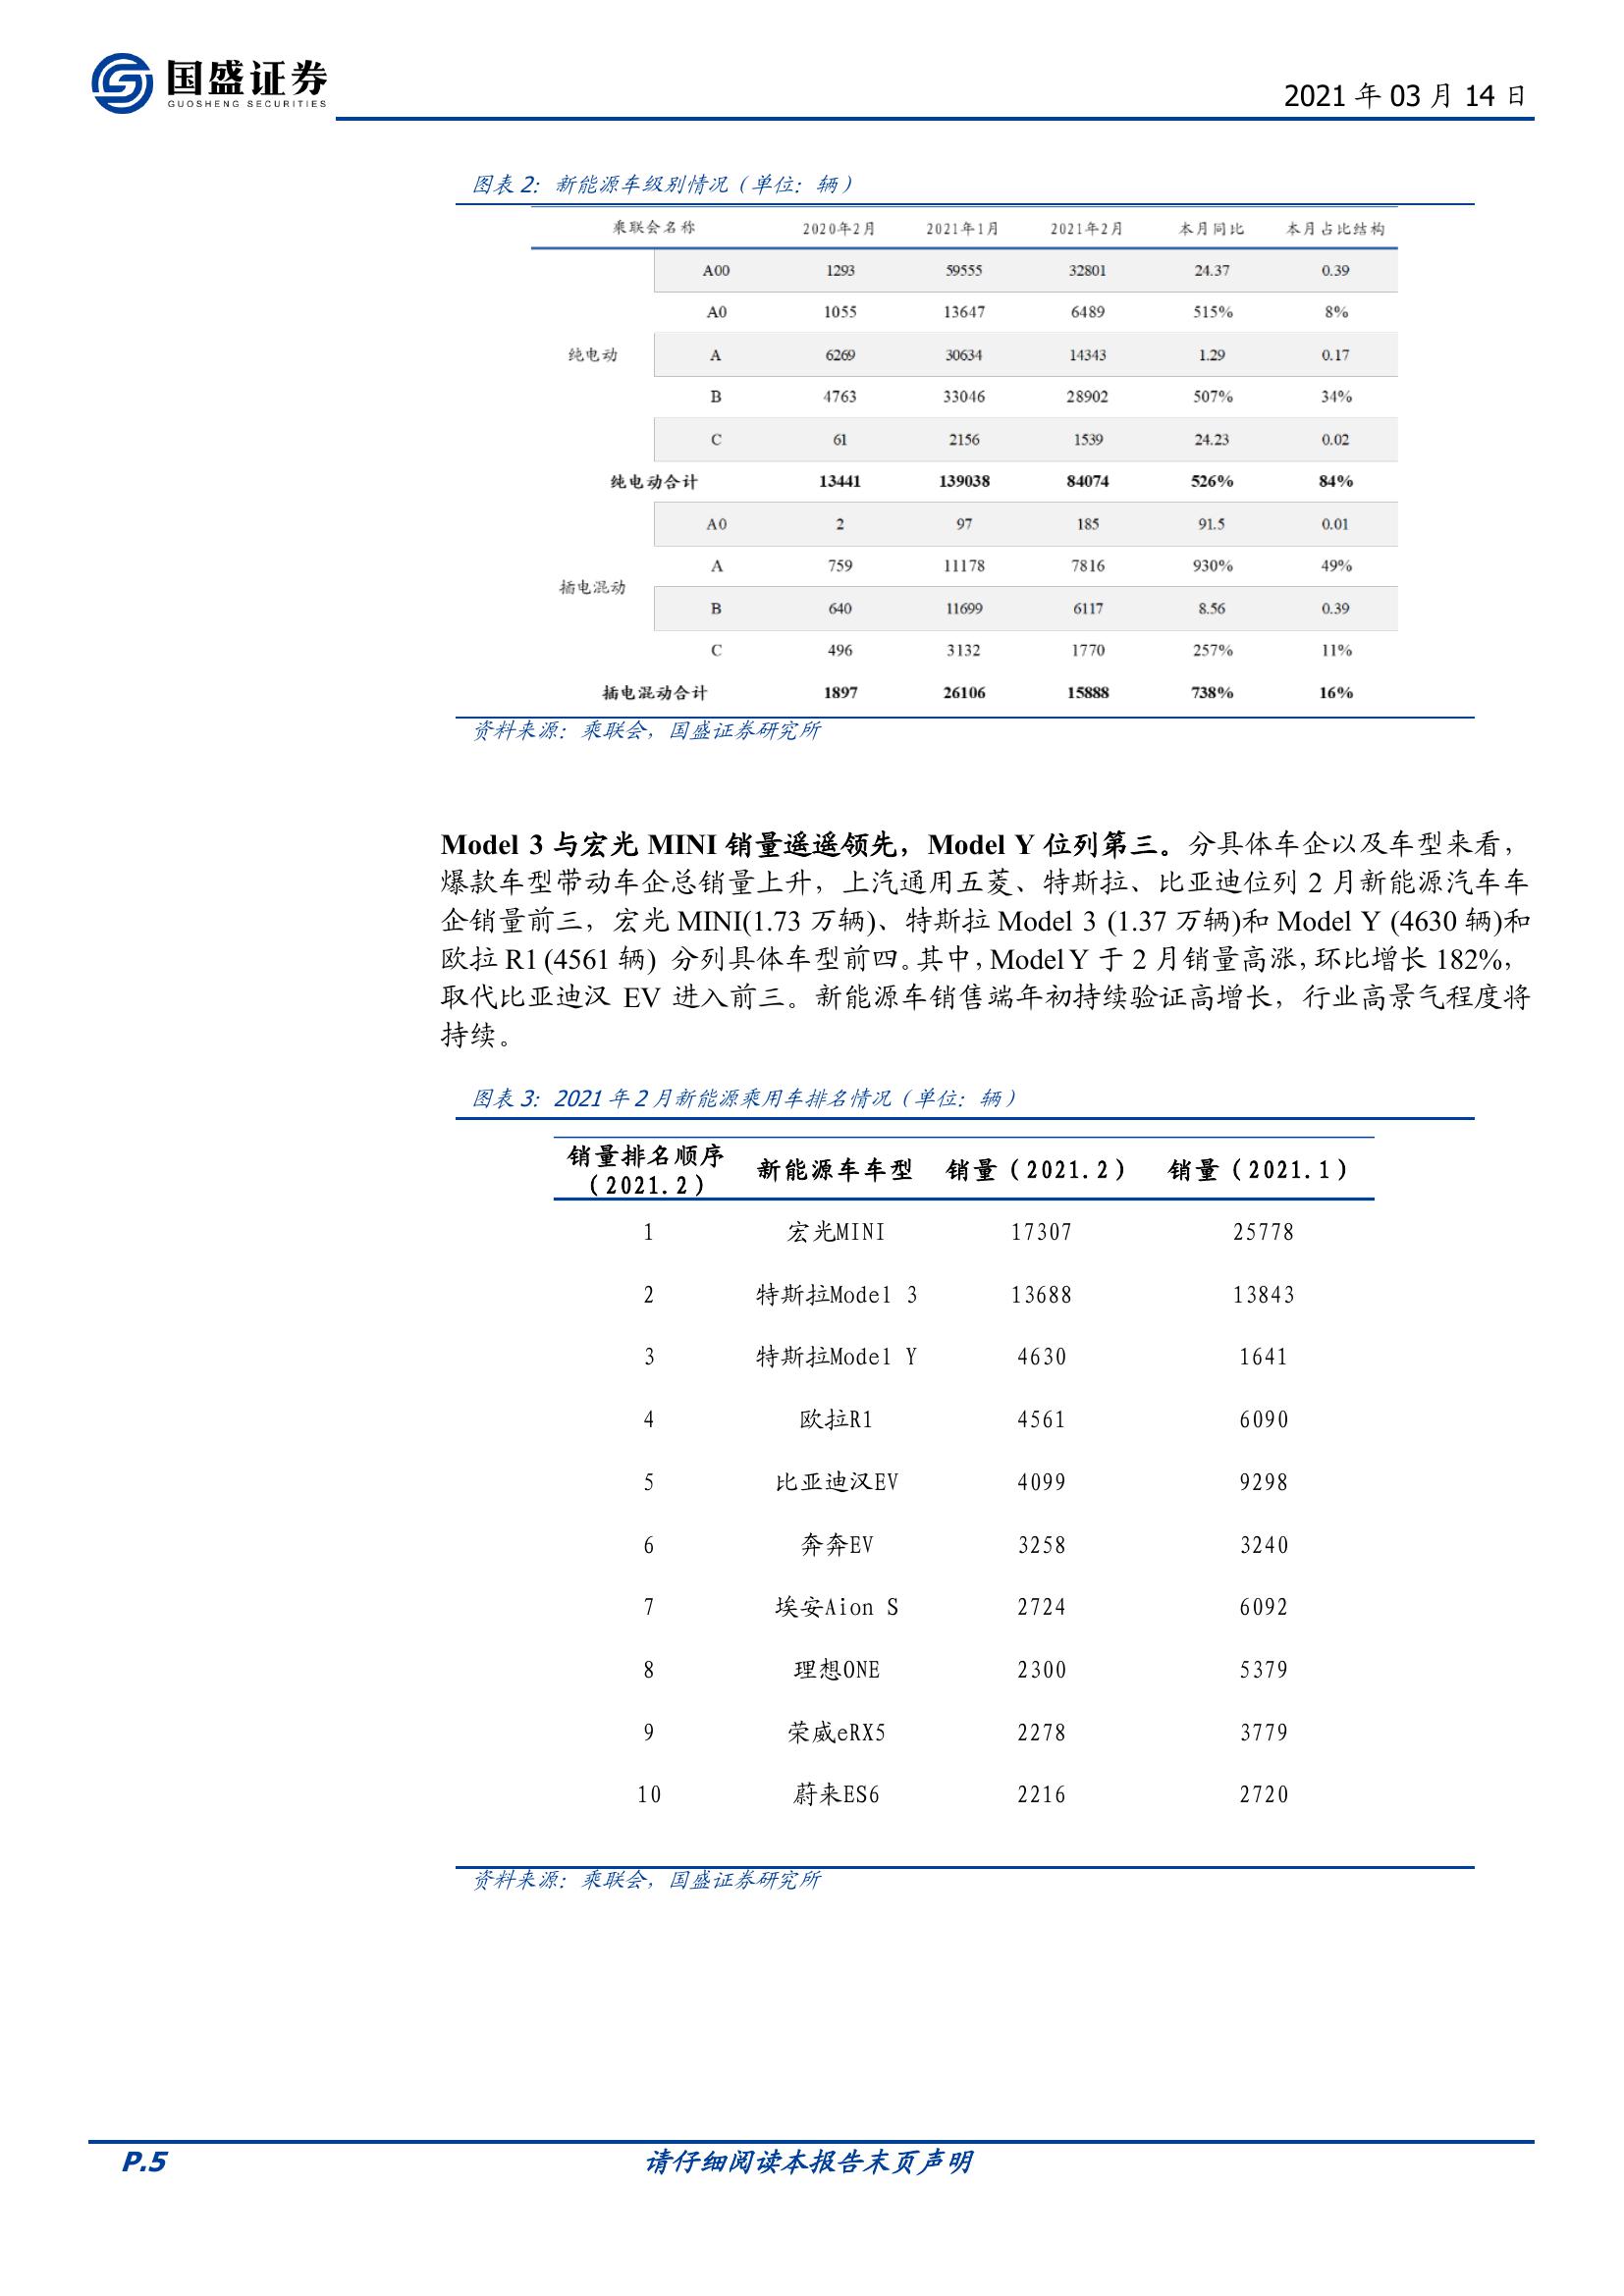 国盛证券
GUOSHENG SECURITIES
2021 年 03 月 14 日
图表 2：新能源车级别情况（单位：辆）
乘联会名称 2020年2月 2021年1月 2021年2月 本月同比 本月占比结构
A00 1293 59555 32801 24.37 0.39
A0 1055 13647 6489 515% 8%
纯电动 A 6269 30634 14343 1.29 0.17
B 4763 33046 28902 507% 34%
C 61 2156 1539 24.23 0.02
纯电动合计 13441 139038 84074 526% 84%
A0 2 97 185 91.5 0.01
A 759 11178 7816 930% 49%
插电混动
B 640 11699 6117 8.56 0.39
C 496 3132 1770 257% 11%
插电混动合计 1897 26106 15888 738% 16%
资料来源：乘联会，国盛证券研究所
Model 3 与宏光 MINI 销量遥遥领先，Model Y 位列第三。分具体车企以及车型来看，
爆款车型带动车企总销量上升，上汽通用五菱、特斯拉、比亚迪位列 2 月新能源汽车车
企销量前三，宏光 MINI(1.73 万辆)、特斯拉 Model 3 (1.37 万辆)和 Model Y (4630 辆)和
欧拉 R1 (4561 辆) 分列具体车型前四。其中，Model Y 于 2 月销量高涨，环比增长 182%，
取代比亚迪汉 EV 进入前三。新能源车销售端年初持续验证高增长，行业高景气程度将
持续。
图表 3：2021 年 2 月新能源乘用车排名情况（单位：辆）
销量排名顺序
（2021.2） 新能源车车型 销量（2021.2） 销量（2021.1）
1 宏光MINI 17307 25778
2 特斯拉Model 3 13688 13843
3 特斯拉Model Y 4630 1641
4 欧拉R1 4561 6090
5 比亚迪汉EV 4099 9298
6 奔奔EV 3258 3240
7 埃安Aion S 2724 6092
8 理想ONE 2300 5379
9 荣威eRX5 2278 3779
10 蔚来ES6 2216 2720
资料来源：乘联会，国盛证券研究所
P.5 请仔细阅读本报告末页声明